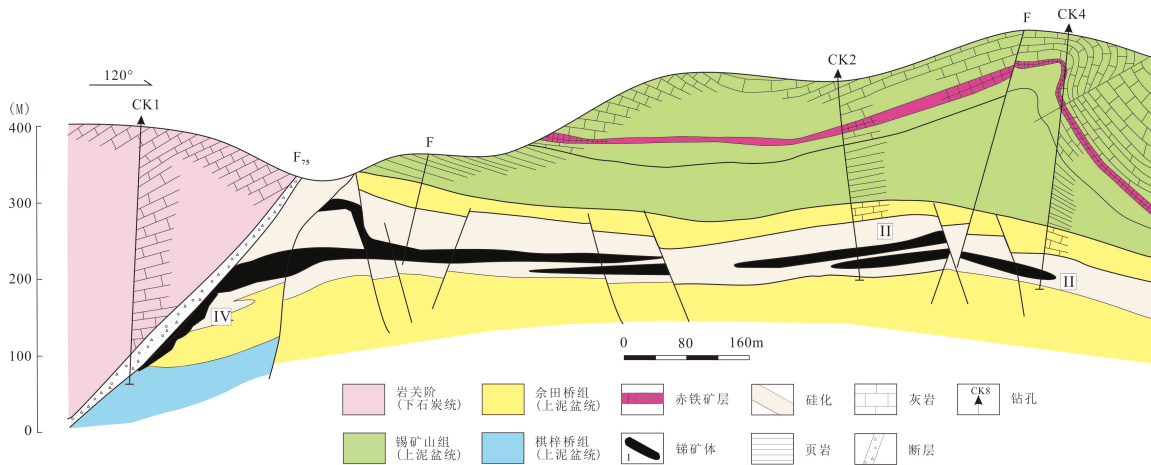 F
CK4
CK2
120°
(M)
CK1
400
F75
F
300
II
200
II
IV
100
0 80 160m
0
岩关阶
(下石炭统)
佘田桥组
(上泥盆统)
赤铁矿层
硅化
灰岩
CK8
钻孔
锡矿山组
(上泥盆统)
棋梓桥组
(上泥盆统)
I
锑矿体
页岩
断层